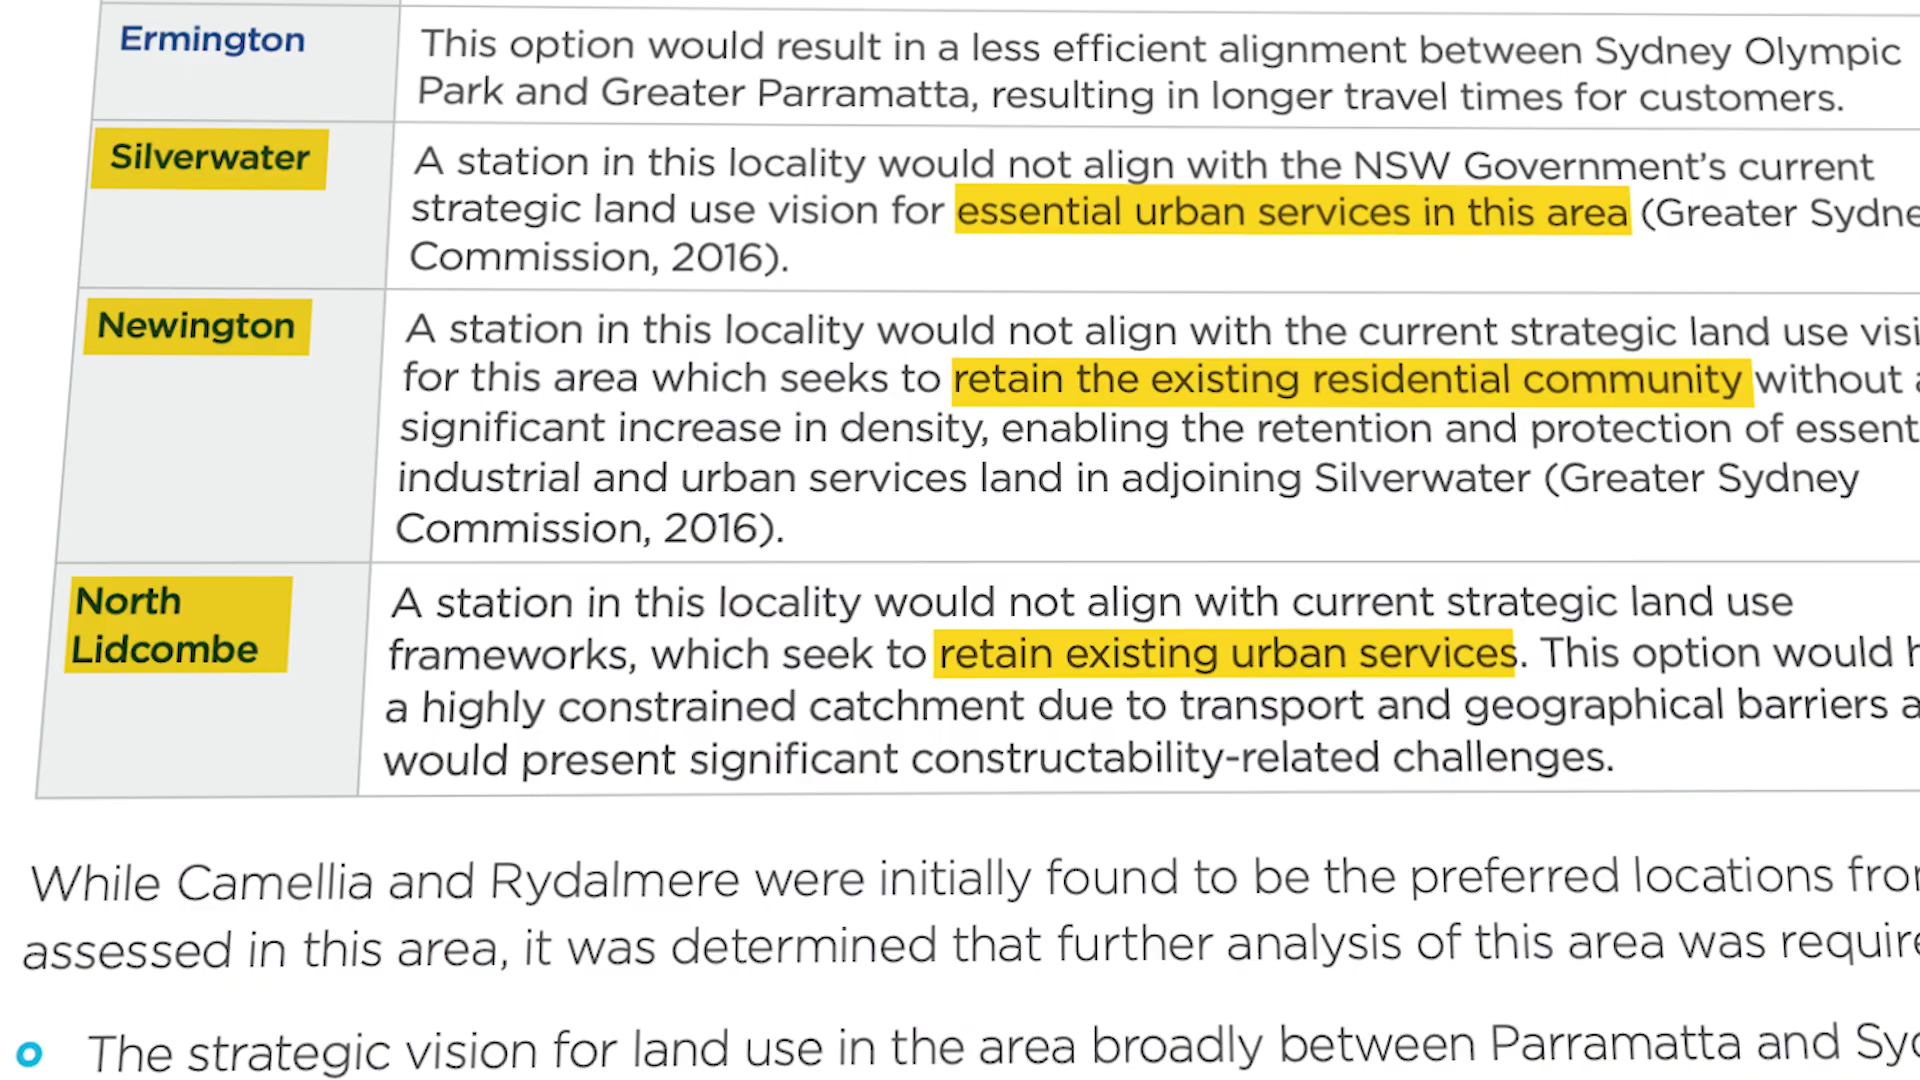 Ermington
This option would result in a less efficient alignment between Sydney Olympic
Park and Greater Parramatta, resulting in longer travel times for customers.
Silverwater
A station in this locality would not align with the NSW Government's current
strategic land use vision for essential urban services in this area (Greater
Commission, 2016).
Newington
A station in this locality would not align with the current strategic land use
for this area which seeks to retain the existing residential community without
significant increase in density, enabling the retention and protection of
industrial and urban services land in adjoining Silverwater (Greater Sydney
Commission, 2016).
North
Lidcombe
A station in this locality would not align with current strategic land use
frameworks, which seek to retain existing urban services. This option would
a highly constrained catchment due to transport and geographical barriers
would present significant constructability-related challenges.
While Camellia and Rydalmere were initially found to be the preferred locations
assessed in this area, it was determined that further analysis of this area was
The strategic vision for land use in the area broadly between Parramatta and